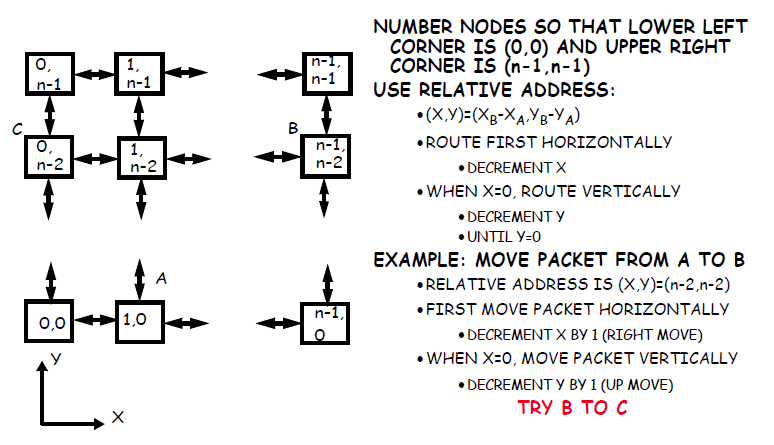 NUMBER NODES SO THAT LOWER LEFT
CORNER IS (0,0) AND UPPER RIGHT
CORNER IS (n-1,n-1)
USE RELATIVE ADDRESS:
•(X,Y)=(XB-XA,YB-YA)
•ROUTE FIRST HORIZONTALLY
•DECREMENT X
•WHEN X=0, ROUTE VERTICALLY
•DECREMENT Y
•UNTIL Y=0
EXAMPLE: MOVE PACKET FROM A TO B
•RELATIVE ADDRESS IS (X,Y)=(n-2,n-2)
•FIRST MOVE PACKET HORIZONTALLY
•DECREMENT X BY 1 (RIGHT MOVE)
•WHEN X=0, MOVE PACKET VERTICALLY
•DECREMENT Y BY 1 (UP MOVE)
TRY B TO C
0,
n-1
1,
n-1
n-1,
n-1
C
0,
n-2
1,
n-2
B
n-1,
n-2
A
0,0
1,0
n-1,
0
Y
X